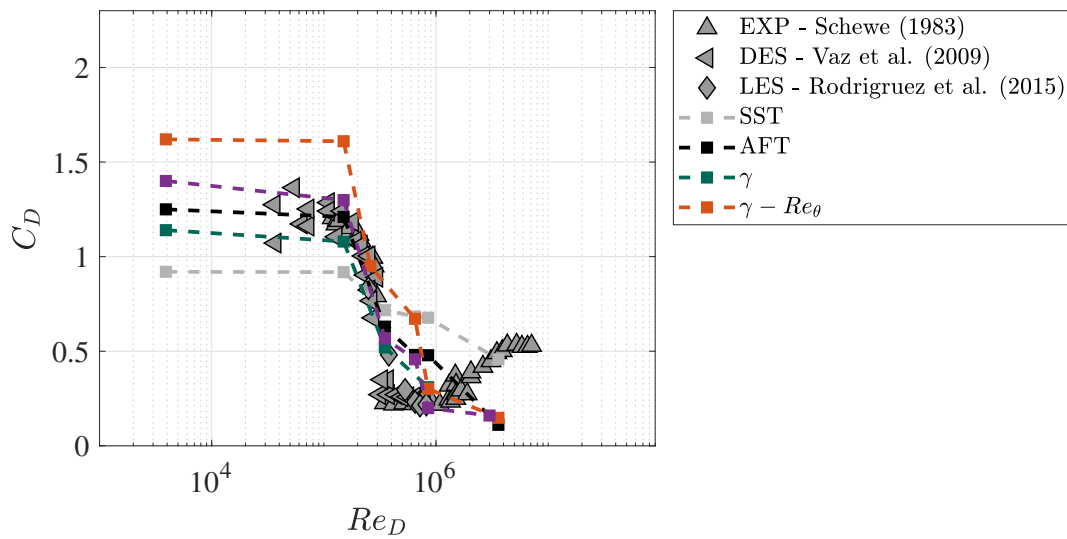 2
1.5
1
0.5
0
C_D
10^4
10^6
Re_D
EXP - Schewe (1983)
DES - Vaz et al. (2009)
LES - Rodrigruez et al. (2015)
SST
AFT
γ
γ − Re_θ